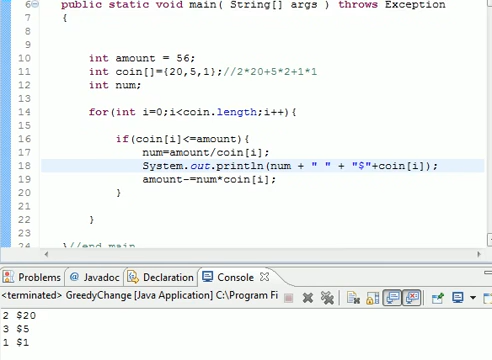 6 public static void main( String[] args ) throws Exception
7 {
8
9
10 int amount = 56;
11 int coin[]={20,5,1};//2*20+5*2+1*1
12 int num;
13
14 for(int i=0;i<coin.length;i++){
15
16 if(coin[i]<=amount){
17 num=amount/coin[i];
18 System.out.println(num + " " + "$"+coin[i]);
19 amount-=num*coin[i];
20 }
21
22 }
23
24 }//end main
Problems @ Javadoc Declaration Console
<terminated> GreedyChange [Java Application] C:\Program Fi
2 $20
3 $5
1 $1